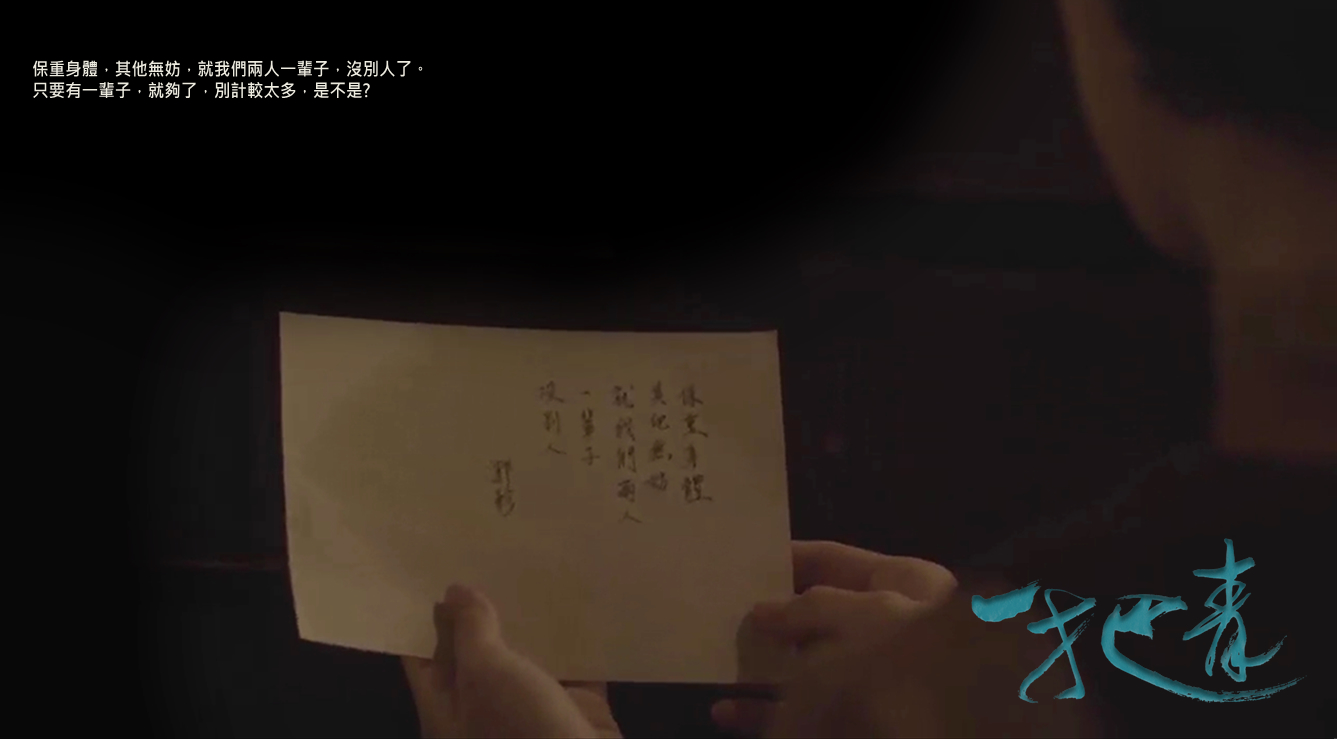 保重身體，其他無妨，就我們兩人一輩子，沒別人了。
只要有一輩子，就夠了，別計較太多，是不是?
保重身體
其他無妨
就我們兩人
一輩子
沒別人
郭軫
一把青